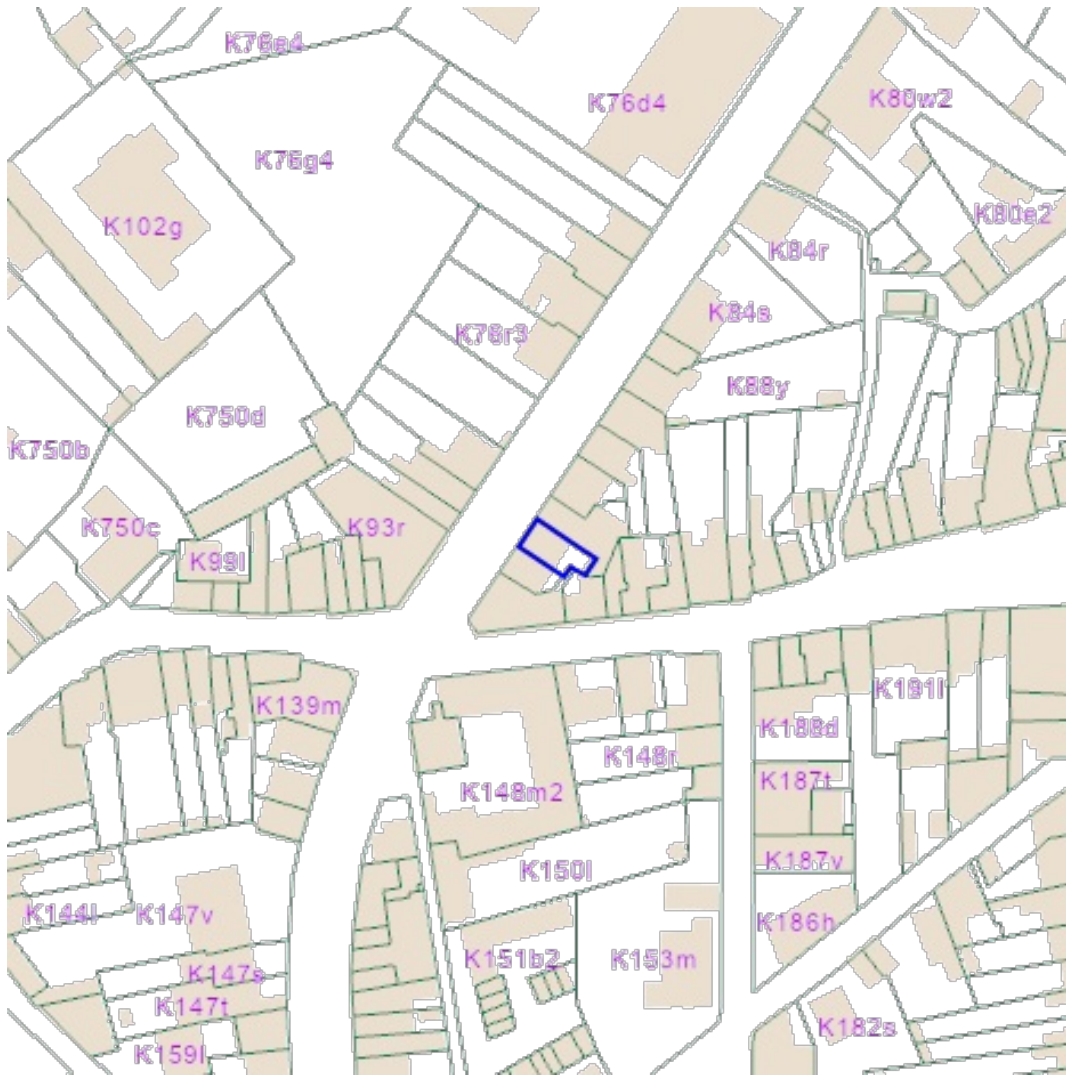 K76e4
K76d4
K80w2
K76g4
K102g
K80e2
K84r
K84s
K76r3
K88y
K750d
K750b
K750c
K93r
K99l
K139m
K191l
K188d
K148r
K187t
K148m2
K187v
K150l
K144l
K147v
K186h
K151b2
K153m
K147s
K147t
K182s
K159l